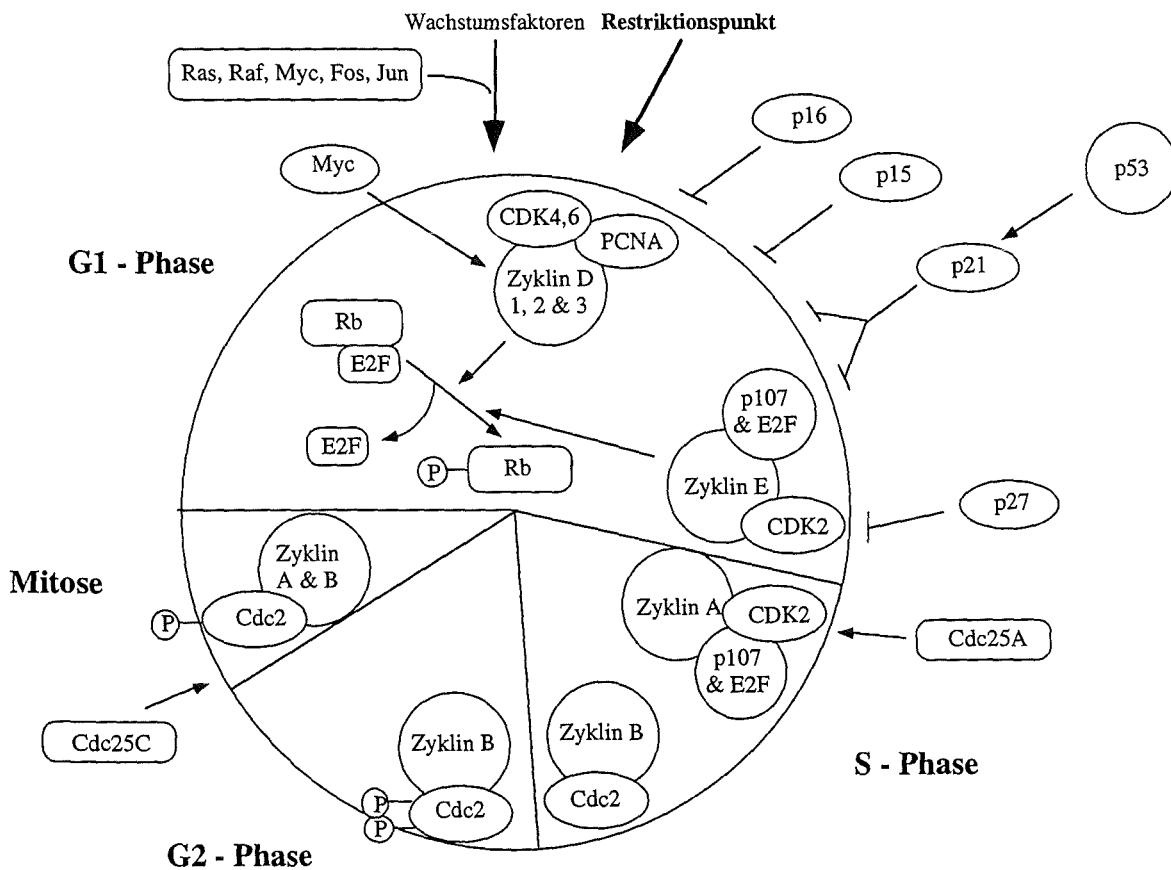 Wachstumsfaktoren Restriktionspunkt
Ras, Raf, Myc, Fos, Jun
p16
Myc
p15
p53
CDK4,6
PCNA
G1 - Phase
p21
Zyklin D
1, 2 & 3
Rb
E2F
p107
& E2F
E2F
P
Rb
Zyklin E
CDK2
p27
Zyklin
A & B
Mitose
P
Cdc2
Zyklin A
CDK2
Cdc25A
p107
& E2F
Cdc25C
Zyklin B
Zyklin B
S - Phase
P
P
Cdc2
Cdc2
G2 - Phase